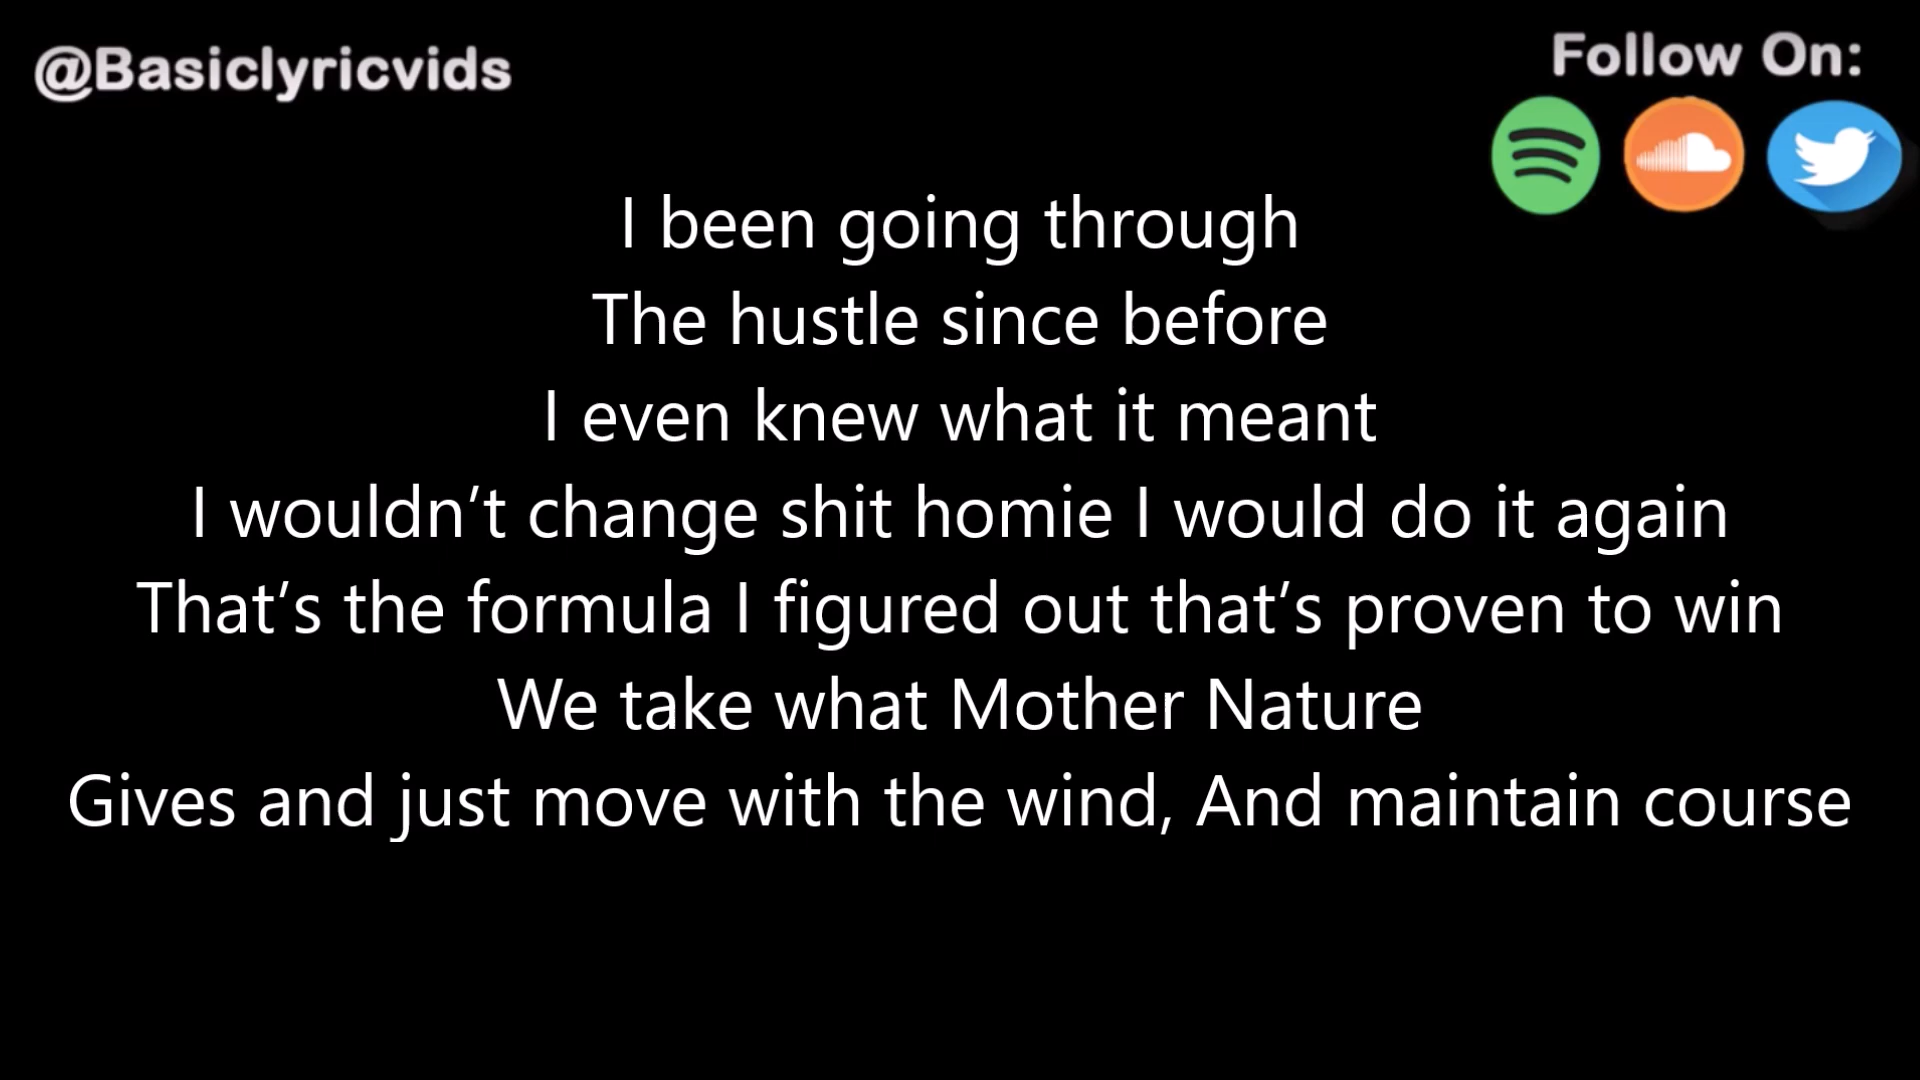 @Basiclyricvids
Follow On:
I been going through
The hustle since before
I even knew what it meant
I wouldn’t change shit homie I would do it again
That’s the formula I figured out that’s proven to win
We take what Mother Nature
Gives and just move with the wind, And maintain course